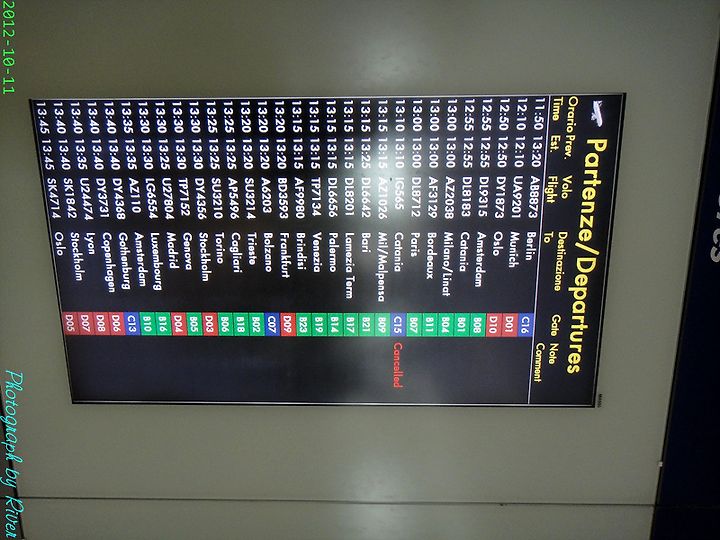 Partenze/Departures
Orario Prev. Volo Destinazione Gate Note
Time Est. Flight To Comment
11:50 13:20 AB8873 Berlin C16
12:10 12:10 UA9201 Munich D01
12:50 12:50 DY1873 Oslo D10
12:55 12:55 DL9315 Amsterdam B08
12:55 12:55 DL8183 Catania B01
13:00 13:00 AZ2038 Milano/Linat B04
13:00 13:00 AF3129 Bordeaux B11
13:00 13:00 DL8712 Paris B07
13:10 13:10 IG565 Catania C15 Cancelled
13:15 13:15 AZ1026 Mil/Malpensa B09
13:15 13:25 DL6642 Bari B21
13:15 13:15 DL8201 Lamezia Term B17
13:15 13:15 DL6656 Palermo B14
13:15 13:15 TP7134 Venezia B19
13:15 13:15 AF9980 Brindisi B23
13:20 13:20 BD3593 Frankfurt D09
13:20 13:20 A6203 Bolzano C07
13:20 13:20 SU3214 Trieste B02
13:25 13:25 AP5496 Cagliari B18
13:25 13:25 SU3210 Torino B06
13:30 13:30 DY4356 Stockholm D03
13:30 13:30 TP7152 Genova B05
13:30 13:25 U27804 Madrid D04
13:30 13:30 LG6554 Luxembourg B16
13:35 13:35 AZ110 Amsterdam B10
13:40 13:40 DY4368 Gothenburg C13
13:40 13:40 DY3731 Copenhagen D06
13:40 13:35 U24474 Lyon D08
13:40 13:40 SK1842 Stockholm D07
13:45 13:45 SK4714 Oslo D05
2012-10-11
Photograph by River